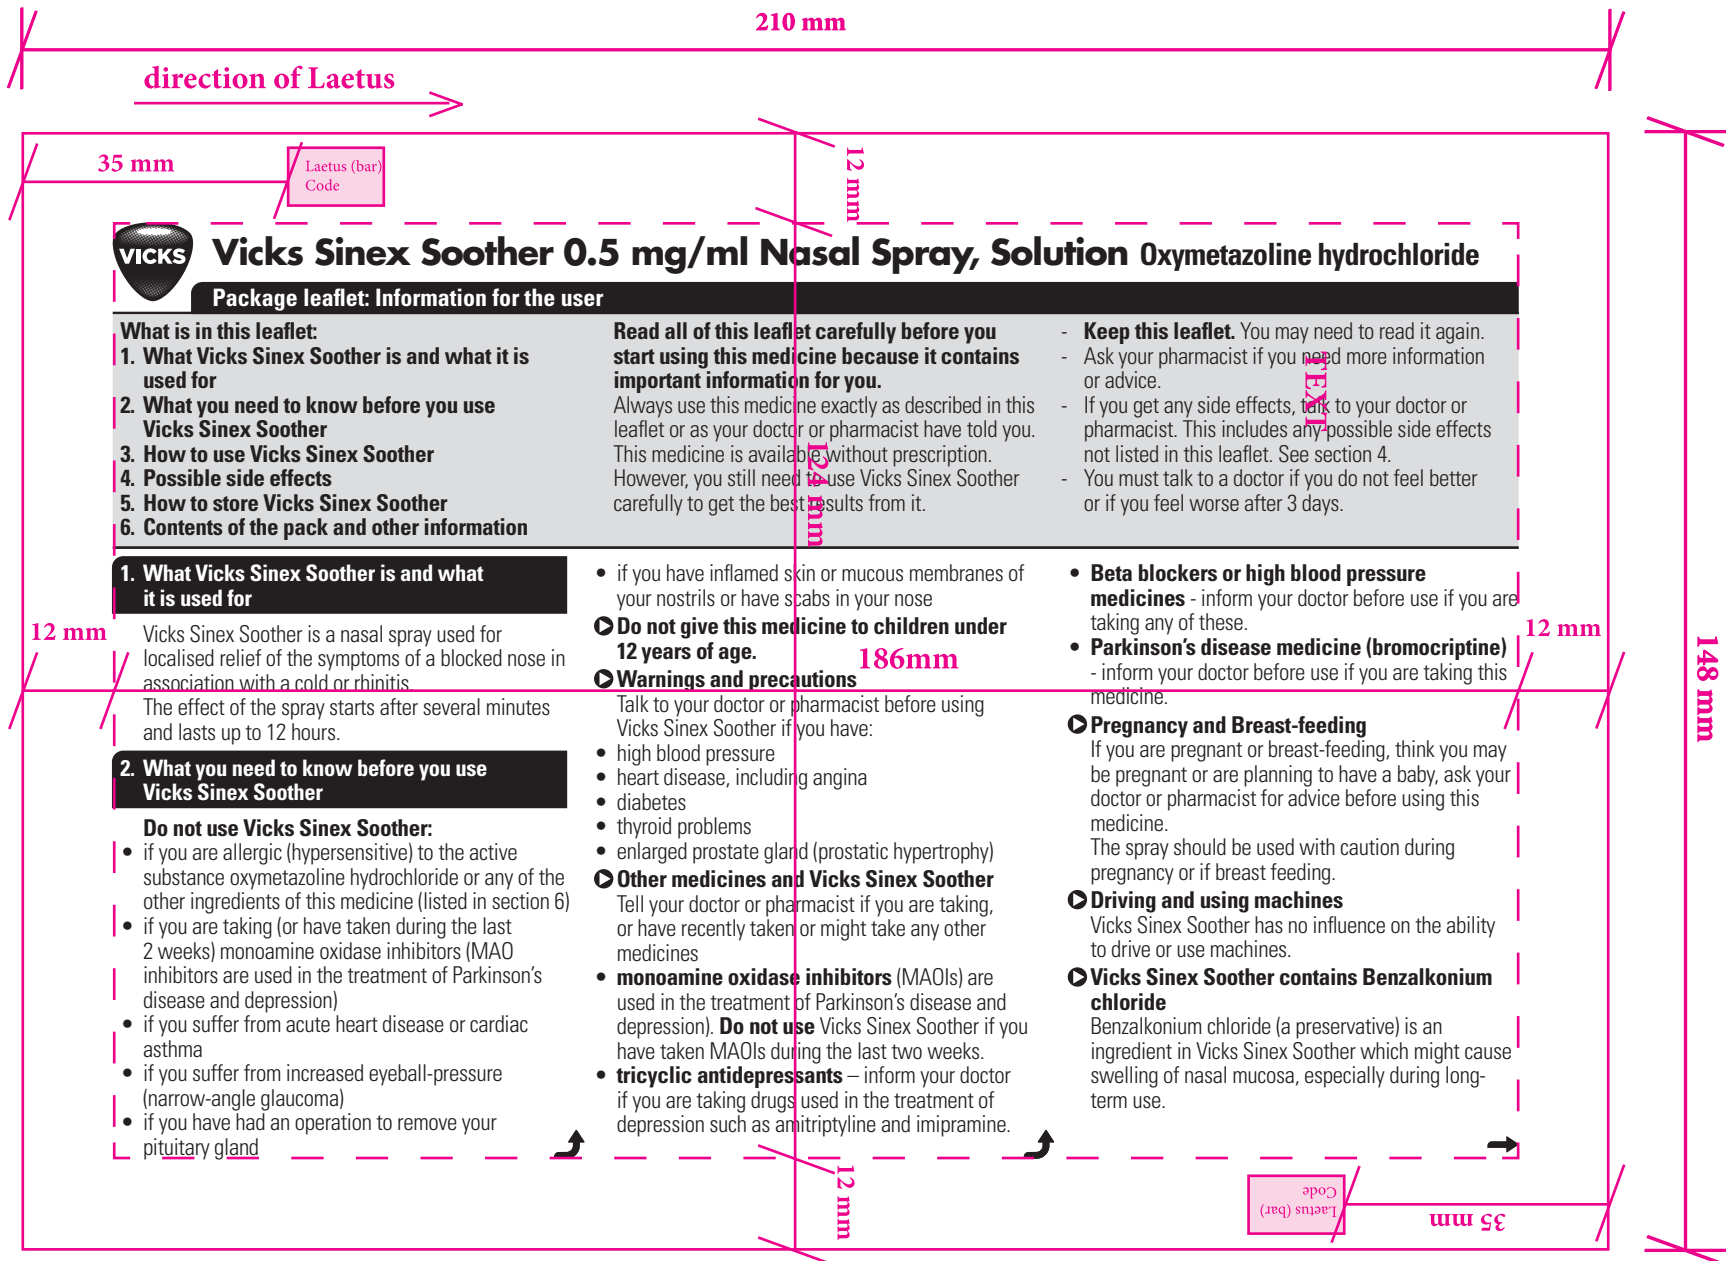 210 mm
direction of Laetus
35 mm
Laetus (bar)
Code
12 mm
VICKS
Vicks Sinex Soother 0.5 mg/ml Nasal Spray, Solution Oxymetazoline hydrochloride
Package leaflet: Information for the user
What is in this leaflet:
1. What Vicks Sinex Soother is and what it is
used for
2. What you need to know before you use
Vicks Sinex Soother
3. How to use Vicks Sinex Soother
4. Possible side effects
5. How to store Vicks Sinex Soother
6. Contents of the pack and other information
Read all of this leaflet carefully before you
start using this medicine because it contains
important information for you.
Always use this medicine exactly as described in this
leaflet or as your doctor or pharmacist have told you.
This medicine is available without prescription.
However, you still need to use Vicks Sinex Soother
carefully to get the best results from it.
124 mm
- Keep this leaflet. You may need to read it again.
- Ask your pharmacist if you need more information
or advice.
- If you get any side effects, talk to your doctor or
pharmacist. This includes any possible side effects
not listed in this leaflet. See section 4.
- You must talk to a doctor if you do not feel better
or if you feel worse after 3 days.
TEXT
1. What Vicks Sinex Soother is and what
it is used for
12 mm
Vicks Sinex Soother is a nasal spray used for
localised relief of the symptoms of a blocked nose in
association with a cold or rhinitis.
The effect of the spray starts after several minutes
and lasts up to 12 hours.
2. What you need to know before you use
Vicks Sinex Soother
Do not use Vicks Sinex Soother:
• if you are allergic (hypersensitive) to the active
substance oxymetazoline hydrochloride or any of the
other ingredients of this medicine (listed in section 6)
• if you are taking (or have taken during the last
2 weeks) monoamine oxidase inhibitors (MAO
inhibitors are used in the treatment of Parkinson's
disease and depression)
• if you suffer from acute heart disease or cardiac
asthma
• if you suffer from increased eyeball-pressure
(narrow-angle glaucoma)
• if you have had an operation to remove your
pituitary gland
• if you have inflamed skin or mucous membranes of
your nostrils or have scabs in your nose
Do not give this medicine to children under
12 years of age.
186mm
Warnings and precautions
Talk to your doctor or pharmacist before using
Vicks Sinex Soother if you have:
• high blood pressure
• heart disease, including angina
• diabetes
• thyroid problems
• enlarged prostate gland (prostatic hypertrophy)
Other medicines and Vicks Sinex Soother
Tell your doctor or pharmacist if you are taking,
or have recently taken or might take any other
medicines
• monoamine oxidase inhibitors (MAOIs) are
used in the treatment of Parkinson's disease and
depression). Do not use Vicks Sinex Soother if you
have taken MAOIs during the last two weeks.
• tricyclic antidepressants – inform your doctor
if you are taking drugs used in the treatment of
depression such as amitriptyline and imipramine.
• Beta blockers or high blood pressure
medicines - inform your doctor before use if you are
taking any of these.
• Parkinson's disease medicine (bromocriptine)
- inform your doctor before use if you are taking this
medicine.
Pregnancy and Breast-feeding
If you are pregnant or breast-feeding, think you may
be pregnant or are planning to have a baby, ask your
doctor or pharmacist for advice before using this
medicine.
The spray should be used with caution during
pregnancy or if breast feeding.
Driving and using machines
Vicks Sinex Soother has no influence on the ability
to drive or use machines.
Vicks Sinex Soother contains Benzalkonium
chloride
Benzalkonium chloride (a preservative) is an
ingredient in Vicks Sinex Soother which might cause
swelling of nasal mucosa, especially during long-
term use.
12 mm
148 mm
12 mm
Laetus (bar)
Code
35 mm